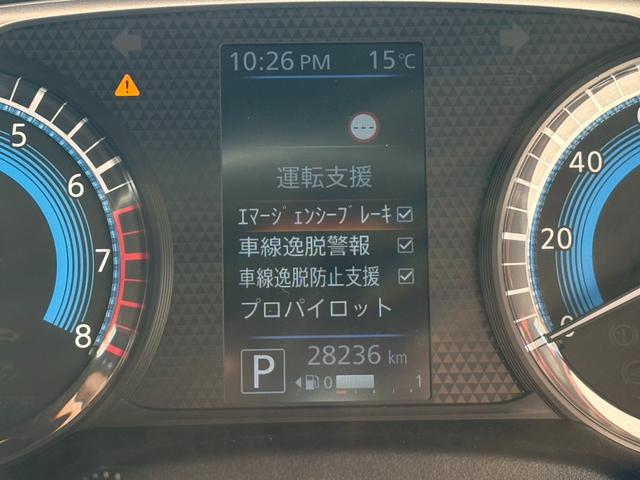 10:26 PM 15℃
---
運転支援
ｴﾏｰｼﾞｪﾝｼｰﾌﾞﾚｰｷ
車線逸脱警報
車線逸脱防止支援
プロパイロット
P 28236 km
0 1
5
6
7
8
40
20
0